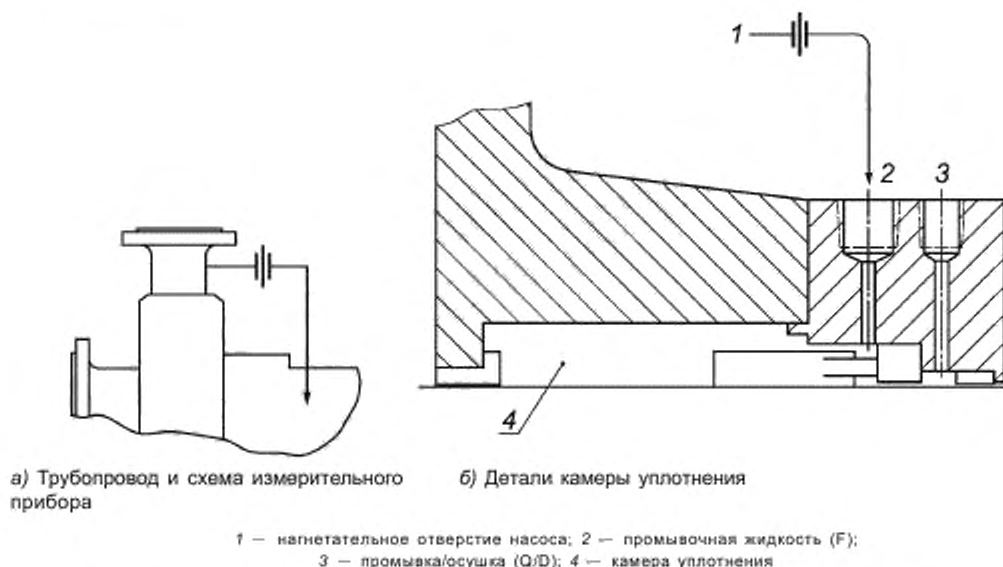 1
2
3
4
а) Трубопровод и схема измерительного
прибора
б) Детали камеры уплотнения
1 — нагнетательное отверстие насоса; 2 — промывочная жидкость (F);
3 — промывка/осушка (Q/D); 4 — камера уплотнения